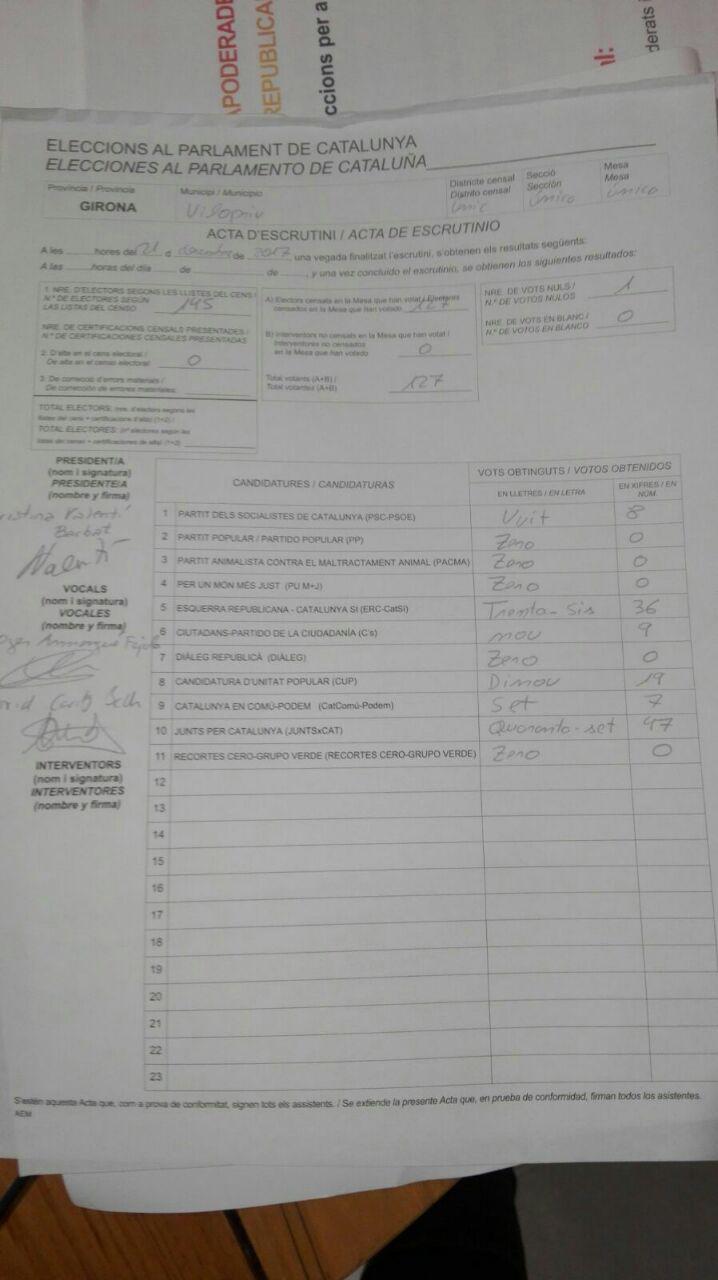 APODERADE
REPUBLICA
ccions per a
al:
derats i
ELECCIONS AL PARLAMENT DE CATALUNYA
ELECCIONES AL PARLAMENTO DE CATALUÑA
Província / Provincia
GIRONA
Municipi / Municipio
Vilopriu
Districte censal
Distrito censal
Únic
Secció
Sección
Única
Mesa
Mesa
Única
ACTA D'ESCRUTINI / ACTA DE ESCRUTINIO
A les hores del 21 d desembre de 2017 una vegada finalitzat l'escrutini, s'obtenen els resultats següents:
A las horas del día de de , y una vez concluido el escrutinio, se obtienen los siguientes resultados:
1. NRE. D'ELECTORS SEGONS LES LLISTES DEL CENS /
N.º DE ELECTORES SEGÚN
LAS LISTAS DEL CENSO 145
NRE. DE CERTIFICACIONS CENSALS PRESENTADES /
N.º DE CERTIFICACIONES CENSALES PRESENTADAS
2. D'alta en el cens electoral /
De alta en el censo electoral: 0
3. De correcció d'errors materials /
De corrección de errores materiales:
TOTAL ELECTORS: (nre. d'electors segons les
llistes del cens + certificacions d'alta) (1+2) /
TOTAL ELECTORES: (nº electores según las
listas del censo + certificaciones de alta) (1+2)
A) Electors censats en la Mesa que han votat / Electores
censados en la Mesa que han votado 127
B) Interventors no censats en la Mesa que han votat /
Interventores no censados
en la Mesa que han votado 0
Total votants (A+B) /
Total votantes (A+B) 127
NRE. DE VOTS NULS /
N.º DE VOTOS NULOS 1
NRE. DE VOTS EN BLANC /
N.º DE VOTOS EN BLANCO 0
PRESIDENT/A
(nom i signatura)
PRESIDENTE/A
(nombre y firma)
Valentí
Barbat
VOCALS
(nom i signatura)
VOCALES
(nombre y firma)
INTERVENTORS
(nom i signatura)
INTERVENTORES
(nombre y firma)
CANDIDATURES / CANDIDATURAS
VOTS OBTINGUTS / VOTOS OBTENIDOS
EN LLETRES / EN LETRA
EN XIFRES / EN NÚM.
1 PARTIT DELS SOCIALISTES DE CATALUNYA (PSC-PSOE) Vuit 8
2 PARTIT POPULAR / PARTIDO POPULAR (PP) Zero 0
3 PARTIT ANIMALISTA CONTRA EL MALTRACTAMENT ANIMAL (PACMA) Zero 0
4 PER UN MÓN MÉS JUST (PU M+J) Zero 0
5 ESQUERRA REPUBLICANA - CATALUNYA SÍ (ERC-CatSí) Trenta-sis 36
6 CIUTADANS-PARTIDO DE LA CIUDADANÍA (C's) nou 9
7 DIÀLEG REPUBLICÀ (DIÀLEG) Zero 0
8 CANDIDATURA D'UNITAT POPULAR (CUP) Dinou 19
9 CATALUNYA EN COMÚ-PODEM (CatComú-Podem) Set 7
10 JUNTS PER CATALUNYA (JUNTSxCAT) Quaranta-set 47
11 RECORTES CERO-GRUPO VERDE (RECORTES CERO-GRUPO VERDE) Zero 0
12
13
14
15
16
17
18
19
20
21
22
23
S'estén aquesta Acta que, com a prova de conformitat, signen tots els assistents. / Se extiende la presente Acta que, en prueba de conformidad, firman todos los asistentes.
AEM